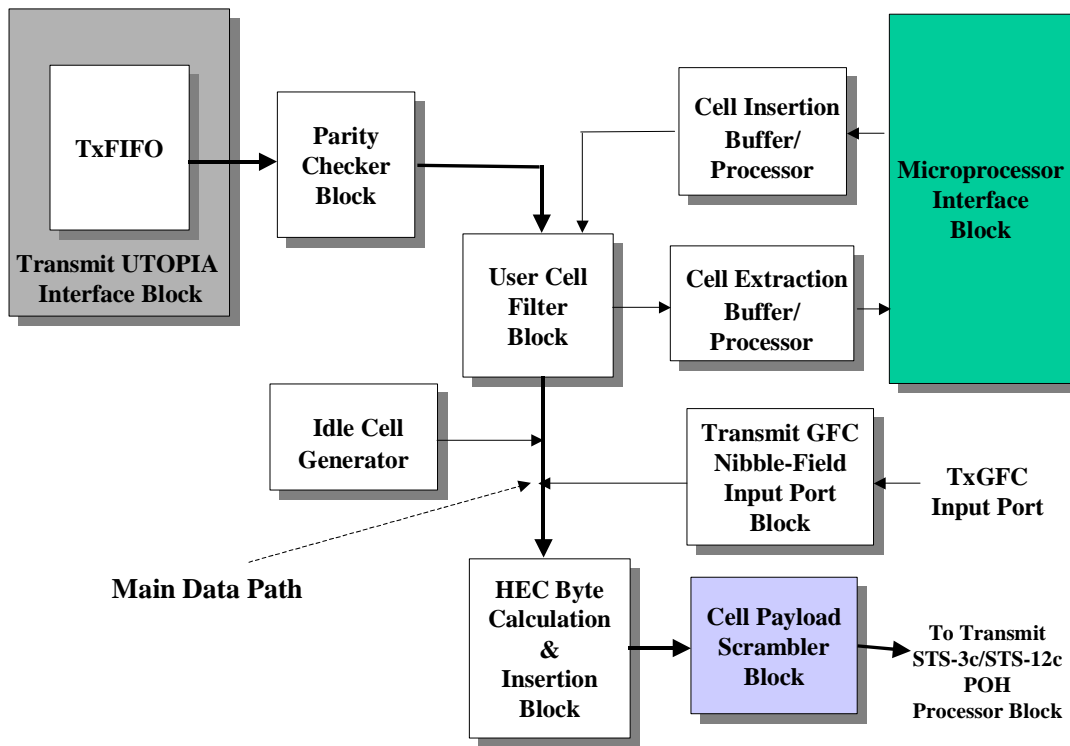 TxFIFO
Transmit UTOPIA
Interface Block
Parity
Checker
Block
Cell Insertion
Buffer/
Processor
Microprocessor
Interface
Block
User Cell
Filter
Block
Cell Extraction
Buffer/
Processor
Idle Cell
Generator
Transmit GFC
Nibble-Field
Input Port
Block
TxGFC
Input Port
Main Data Path
HEC Byte
Calculation
&
Insertion
Block
Cell Payload
Scrambler
Block
To Transmit
STS-3c/STS-12c
POH
Processor Block